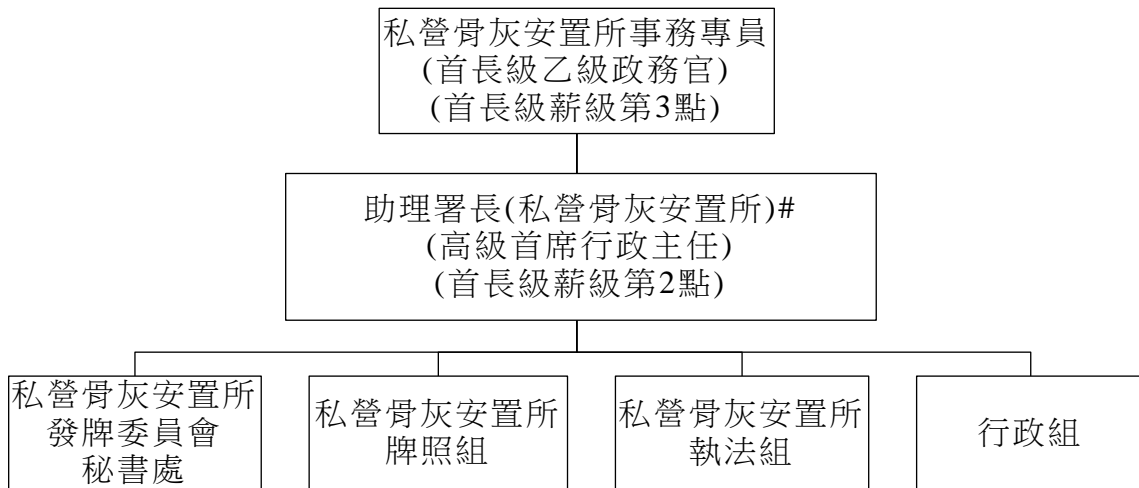 私營骨灰安置所事務專員
(首長級乙級政務官)
(首長級薪級第3點)
助理署長(私營骨灰安置所)#
(高級首席行政主任)
(首長級薪級第2點)
私營骨灰安置所
發牌委員會
秘書處
私營骨灰安置所
牌照組
私營骨灰安置所
執法組
行政組